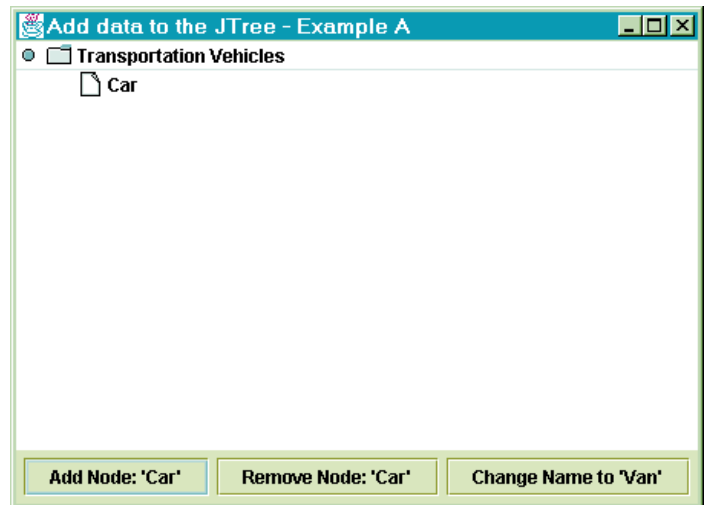 Add data to the JTree - Example A
Transportation Vehicles
Car
Add Node: 'Car' Remove Node: 'Car' Change Name to 'Van'